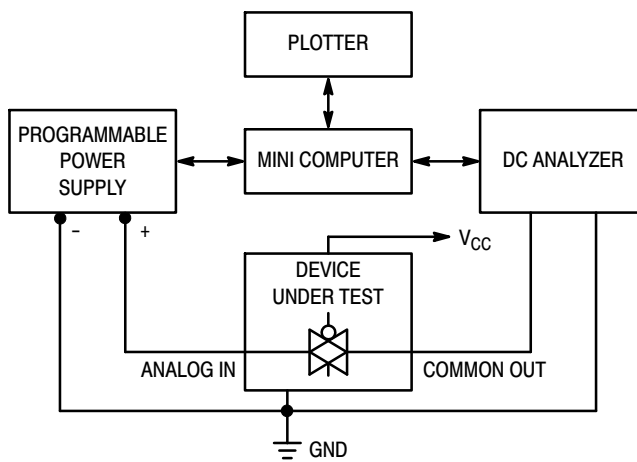 PLOTTER
PROGRAMMABLE
POWER
SUPPLY
MINI COMPUTER
DC ANALYZER
– +
VCC
DEVICE
UNDER TEST
ANALOG IN
COMMON OUT
GND